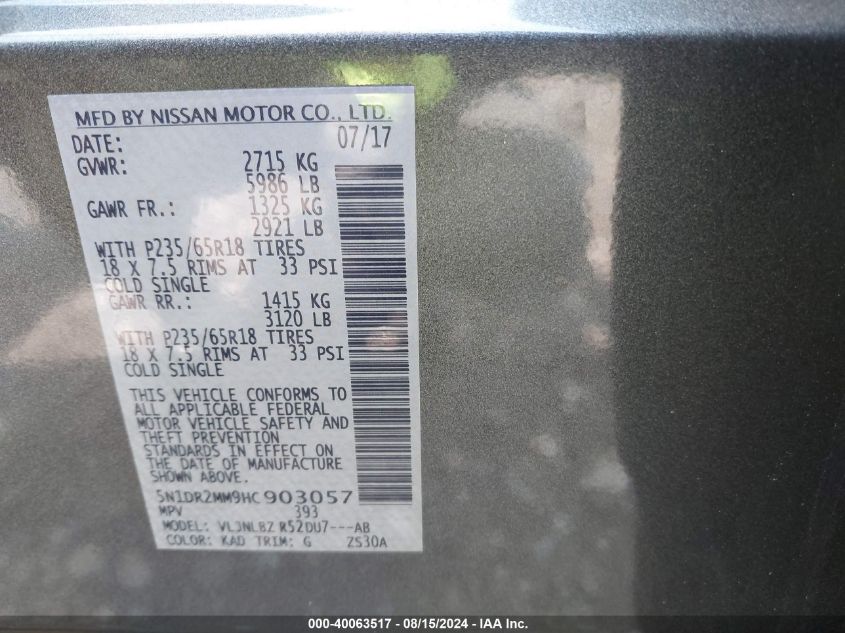 MFD BY NISSAN MOTOR CO., LTD.
DATE: 07/17
GVWR: 2715 KG
5986 LB
GAWR FR.: 1325 KG
2921 LB
WITH P235/65R18 TIRES
18 X 7.5 RIMS AT 33 PSI
COLD SINGLE
GAWR RR.: 1415 KG
3120 LB
WITH P235/65R18 TIRES
18 X 7.5 RIMS AT 33 PSI
COLD SINGLE
THIS VEHICLE CONFORMS TO
ALL APPLICABLE FEDERAL
MOTOR VEHICLE SAFETY AND
THEFT PREVENTION
STANDARDS IN EFFECT ON
THE DATE OF MANUFACTURE
SHOWN ABOVE.
5N1DR2MM9HC903057
MPV 393
MODEL: VLJNLBZ R52DU7---AB
COLOR: KAD TRIM: G ZS30A
000-40063517 - 08/15/2024 - IAA Inc.